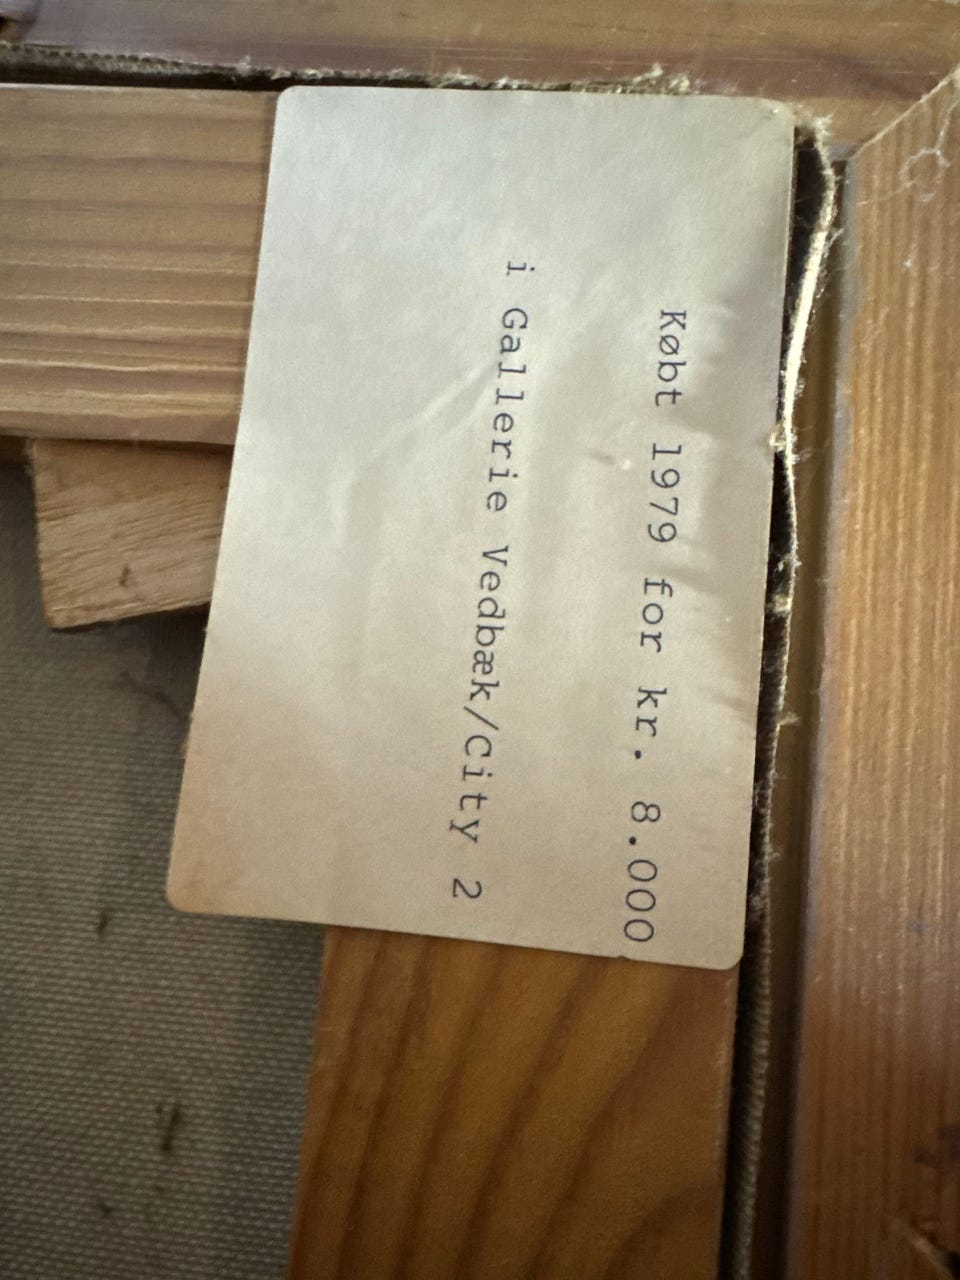 Købt 1979 for kr. 8.000
i Gallerie Vedbæk/City 2